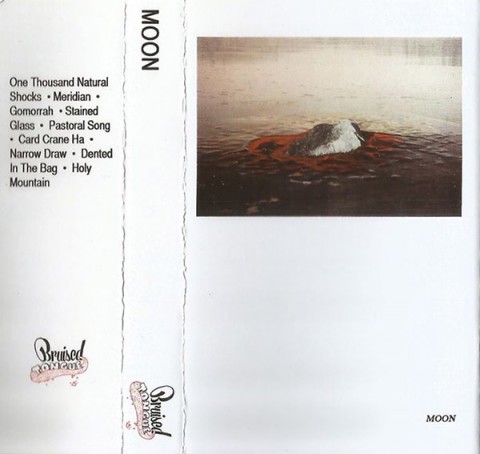 One Thousand Natural
Shocks • Meridian •
Gomorrah • Stained
Glass • Pastoral Song
• Card Crane Ha •
Narrow Draw • Dented
In The Bag • Holy
Mountain
Bruised
TONGUE
MOON
Bruised
TONGUE
MOON